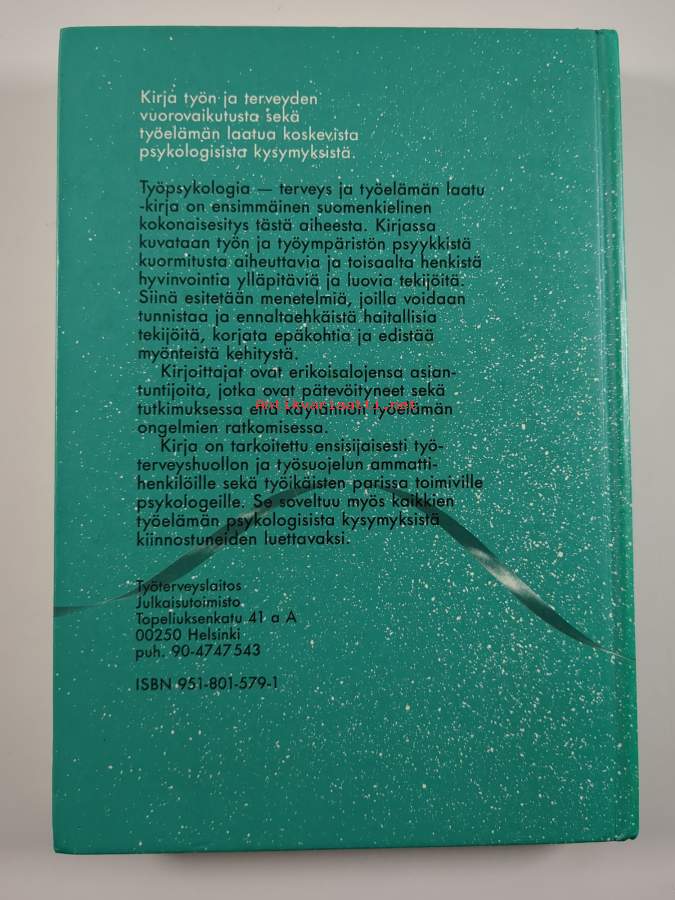 Kirja työn ja terveyden
vuorovaikutusta sekä
työelämän laatua koskevista
psykologisista kysymyksistä.
Työpsykologia — terveys ja työelämän laatu
-kirja on ensimmäinen suomenkielinen
kokonaisesitys tästä aiheesta. Kirjassa
kuvataan työn ja työympäristön psyykkistä
kuormitusta aiheuttavia ja toisaalta henkistä
hyvinvointia ylläpitäviä ja luovia tekijöitä.
Siinä esitetään menetelmiä, joilla voidaan
tunnistaa ja ennaltaehkäistä haitallisia
tekijöitä, korjata epäkohtia ja edistää
myönteistä kehitystä.
Kirjoittajat ovat erikoisalojensa asian-
tuntijoita, jotka ovat pätevöityneet sekä
Antikvariaatti.net
tutkimuksessa että käytännön työelämän
ongelmien ratkomisessa.
Kirja on tarkoitettu ensisijaisesti työ-
terveyshuollon ja työsuojelun ammatti-
henkilöille sekä työikäisten parissa toimiville
psykologeille. Se soveltuu myös kaikkien
työelämän psykologisista kysymyksistä
kiinnostuneiden luettavaksi.
Työterveyslaitos
Julkaisutoimisto
Topeliuksenkatu 41 a A
00250 Helsinki
puh. 90-4747 543
ISBN 951-801-579-1